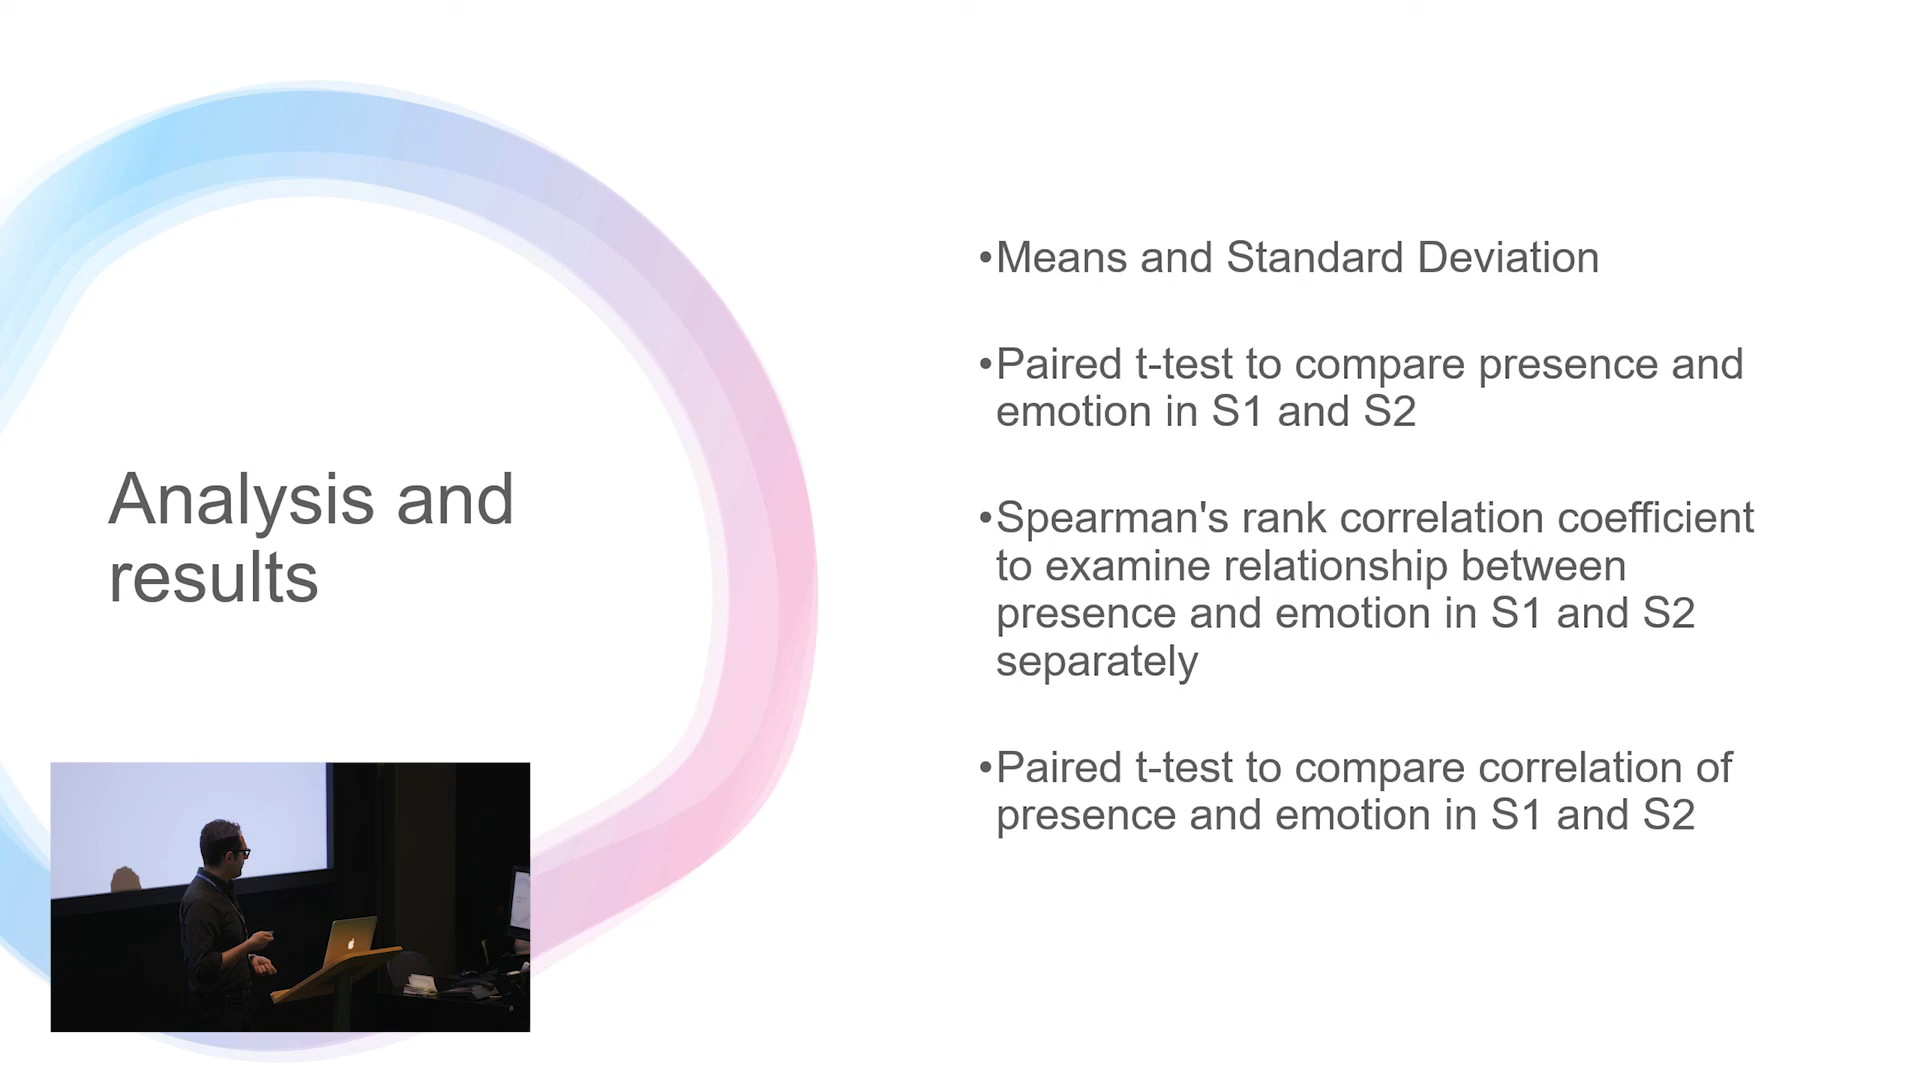 Analysis and
results
•Means and Standard Deviation
•Paired t-test to compare presence and
emotion in S1 and S2
•Spearman's rank correlation coefficient
to examine relationship between
presence and emotion in S1 and S2
separately
•Paired t-test to compare correlation of
presence and emotion in S1 and S2